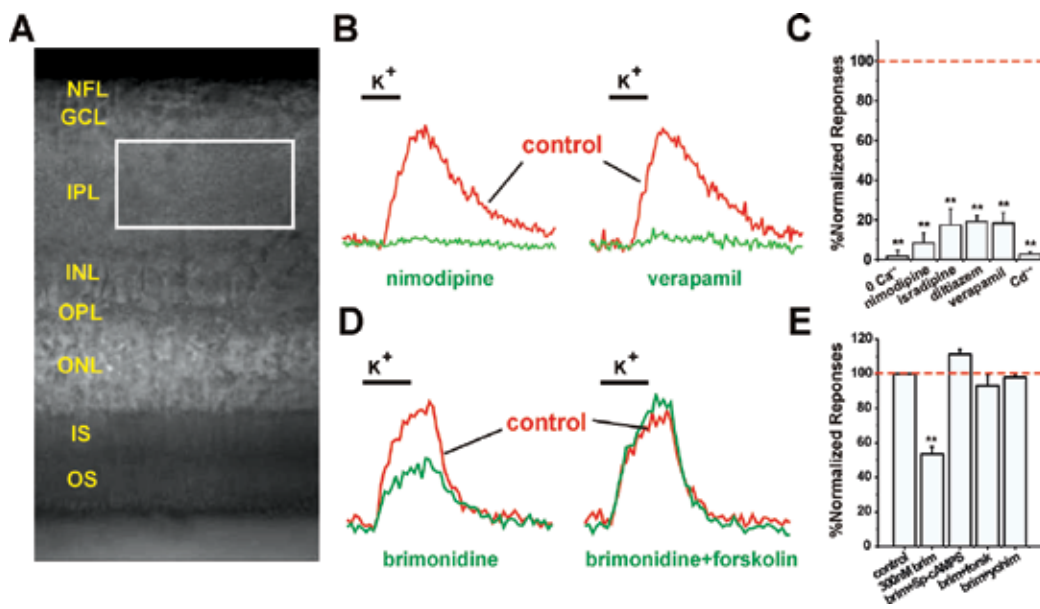 A
NFL
GCL
IPL
INL
OPL
ONL
IS
OS
B
K+
K+
control
nimodipine
verapamil
C
%Normalized Reponses
100
80
60
40
20
0
**
**
**
**
**
**
0 Ca++
nimodipine
isradipine
diltiazem
verapamil
Cd++
D
K+
K+
control
brimonidine
brimonidine+forskolin
E
%Normalized Reponses
120
100
80
60
40
20
0
**
control
300nM brim
brim+Sp-cAMPS
brim+forsk
brim+yohim